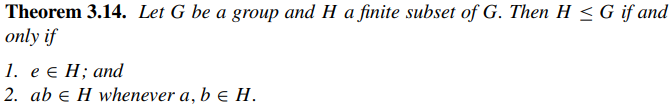 Theorem 3.14. Let G be a group and H a finite subset of G. Then H ≤ G if and
only if
1. e ∈ H; and
2. ab ∈ H whenever a, b ∈ H.